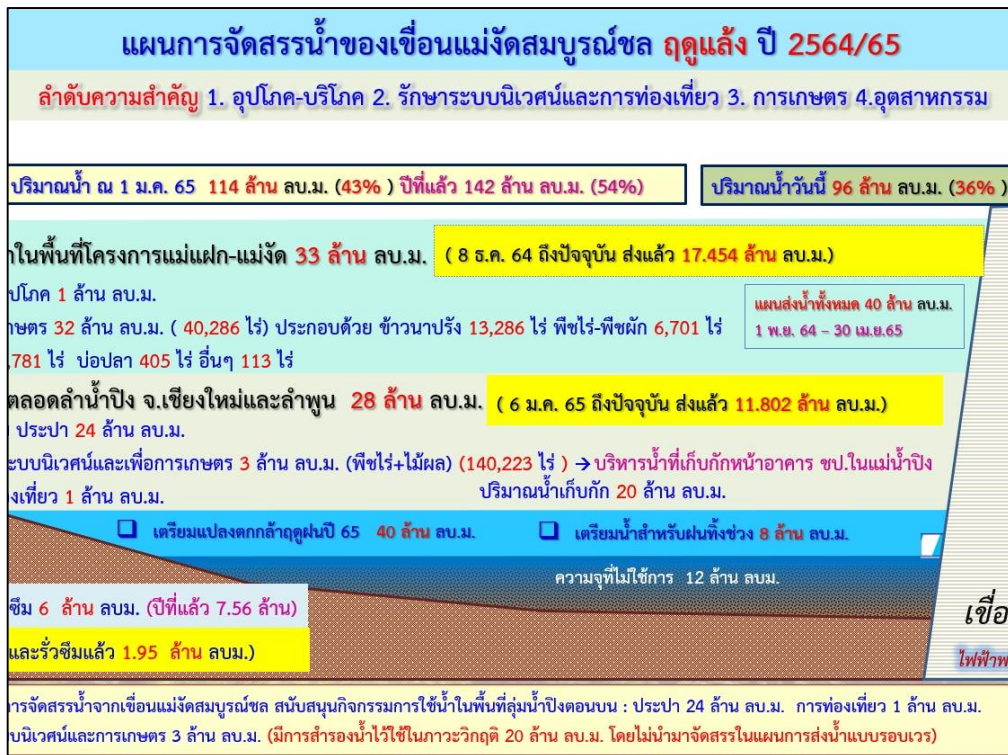 แผนการจัดสรรน้ำของเขื่อนแม่งัดสมบูรณ์ชล ฤดูแล้ง ปี 2564/65
ลำดับความสำคัญ 1. อุปโภค-บริโภค 2. รักษาระบบนิเวศน์และการท่องเที่ยว 3. การเกษตร 4.อุตสาหกรรม
ปริมาณน้ำ ณ 1 ม.ค. 65 114 ล้าน ลบ.ม. (43% ) ปีที่แล้ว 142 ล้าน ลบ.ม. (54%)
ปริมาณน้ำวันนี้ 96 ล้าน ลบ.ม. (36% )
ในพื้นที่โครงการแม่แฝก-แม่งัด 33 ล้าน ลบ.ม. ( 8 ธ.ค. 64 ถึงปัจจุบัน ส่งแล้ว 17.454 ล้าน ลบ.ม.)
ปโภค 1 ล้าน ลบ.ม.
แผนส่งน้ำทั้งหมด 40 ล้าน ลบ.ม.
1 พ.ย. 64 – 30 เม.ย.65
กษตร 32 ล้าน ลบ.ม. ( 40,286 ไร่) ประกอบด้วย ข้าวนาปรัง 13,286 ไร่ พืชไร่-พืชผัก 6,701 ไร่
,781 ไร่ บ่อปลา 405 ไร่ อื่นๆ 113 ไร่
ตลอดลำน้ำปิง จ.เชียงใหม่และลำพูน 28 ล้าน ลบ.ม. ( 6 ม.ค. 65 ถึงปัจจุบัน ส่งแล้ว 11.802 ล้าน ลบ.ม.)
ประปา 24 ล้าน ลบ.ม.
ะบบนิเวศน์และเพื่อการเกษตร 3 ล้าน ลบ.ม. (พืชไร่+ไม้ผล) (140,223 ไร่ ) → บริหารน้ำที่เก็บกักหน้าอาคาร ชป.ในแม่น้ำปิง
งเที่ยว 1 ล้าน ลบ.ม. ปริมาณน้ำเก็บกัก 20 ล้าน ลบ.ม.
❑ เตรียมแปลงตกกล้าฤดูฝนปี 65 40 ล้าน ลบ.ม. ❑ เตรียมน้ำสำหรับฝนทิ้งช่วง 8 ล้าน ลบ.ม.
ความจุที่ไม่ใช้การ 12 ล้าน ลบม.
ซึม 6 ล้าน ลบม. (ปีที่แล้ว 7.56 ล้าน)
และรั่วซึมแล้ว 1.95 ล้าน ลบม.)
เขื่อ
ไฟฟ้าพ
ารจัดสรรน้ำจากเขื่อนแม่งัดสมบูรณ์ชล สนับสนุนกิจกรรมการใช้น้ำในพื้นที่ลุ่มน้ำปิงตอนบน : ประปา 24 ล้าน ลบ.ม. การท่องเที่ยว 1 ล้าน ลบ.ม.
บนิเวศน์และการเกษตร 3 ล้าน ลบ.ม. (มีการสำรองน้ำไว้ใช้ในภาวะวิกฤติ 20 ล้าน ลบ.ม. โดยไม่นำมาจัดสรรในแผนการส่งน้ำแบบรอบเวร)